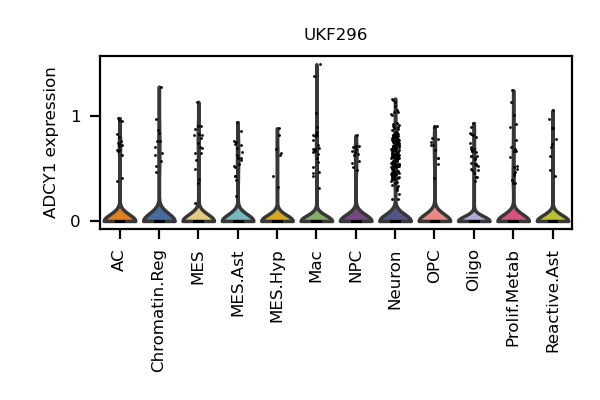 UKF296
ADCY1 expression
1
0
AC
Chromatin.Reg
MES
MES.Ast
MES.Hyp
Mac
NPC
Neuron
OPC
Oligo
Prolif.Metab
Reactive.Ast